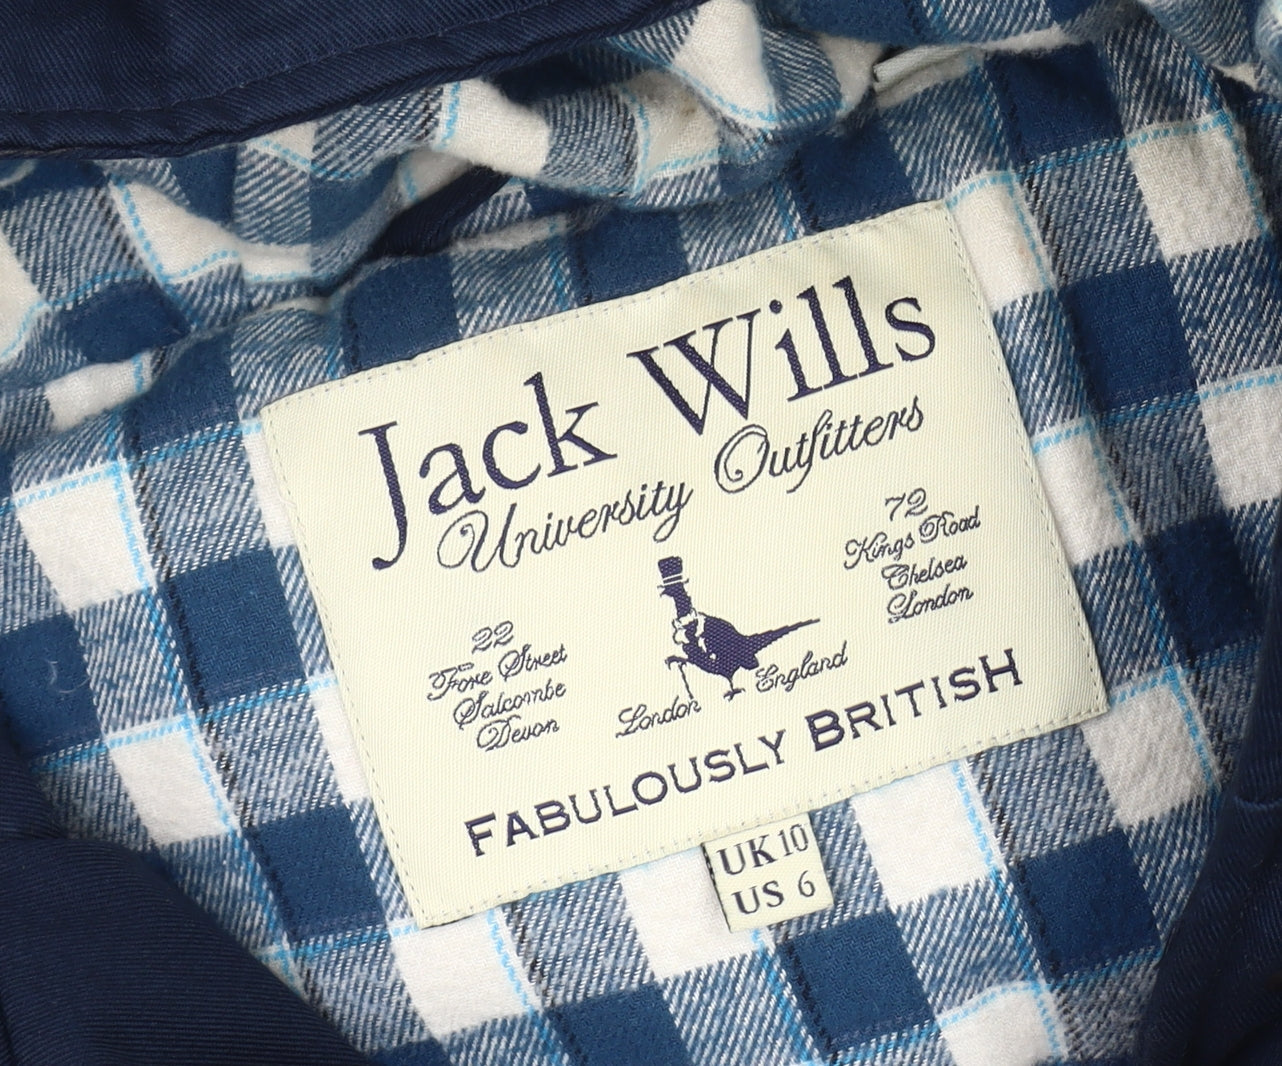 Jack Wills
University Outfitters
22
Fore Street
Salcombe
Devon
72
Kings Road
Chelsea
London
London England
FABULOUSLY BRITISH
UK 10
US 6